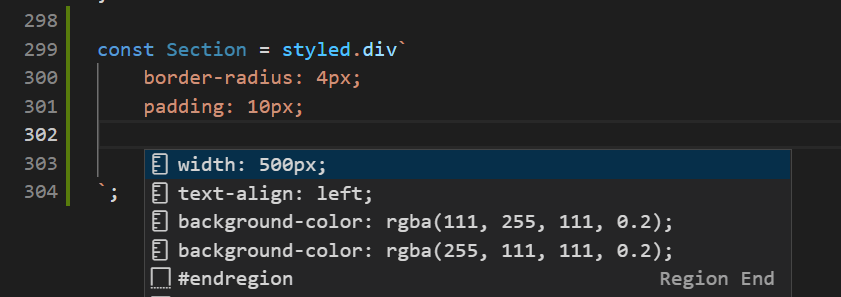 298
299 const Section = styled.div`
300 border-radius: 4px;
301 padding: 10px;
302
width: 500px;
303
text-align: left;
304 `;
background-color: rgba(111, 255, 111, 0.2);
background-color: rgba(255, 111, 111, 0.2);
#endregion Region End